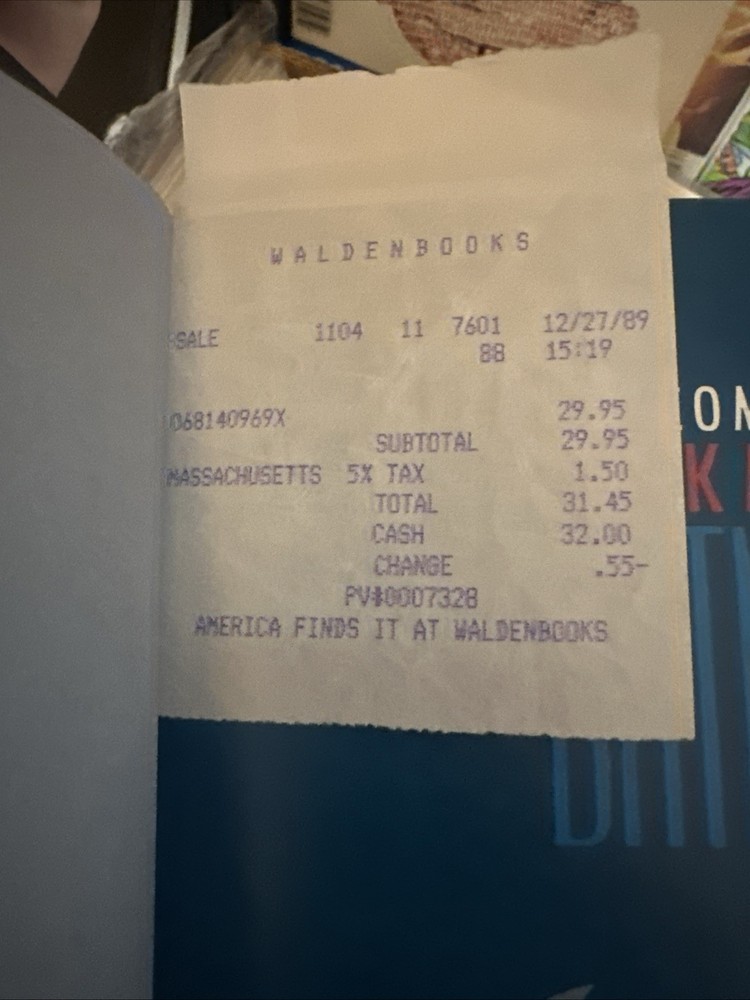 WALDENBOOKS
SALE 1104 11 7601 12/27/89
88 15:19
068140969X 29.95
SUBTOTAL 29.95
MASSACHUSETTS 5% TAX 1.50
TOTAL 31.45
CASH 32.00
CHANGE .55-
PV#0007328
AMERICA FINDS IT AT WALDENBOOKS